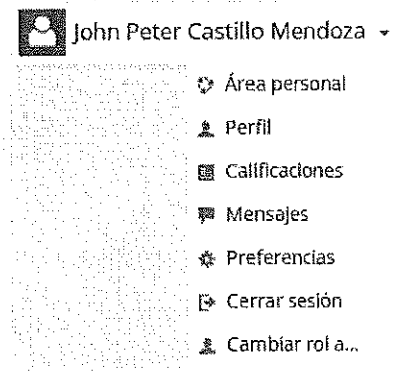 John Peter Castillo Mendoza
Área personal
Perfil
Calificaciones
Mensajes
Preferencias
Cerrar sesión
Cambiar rol a...